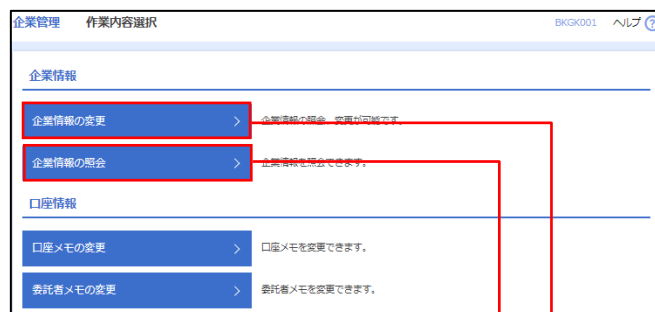 企業管理 作業内容選択 BKGK001 ヘルプ ?
企業情報
企業情報の変更 > 企業情報の照会、変更が可能です。
企業情報の照会 > 企業情報を照会できます。
口座情報
口座メモの変更 > 口座メモを変更できます。
委託者メモの変更 > 委託者メモを変更できます。